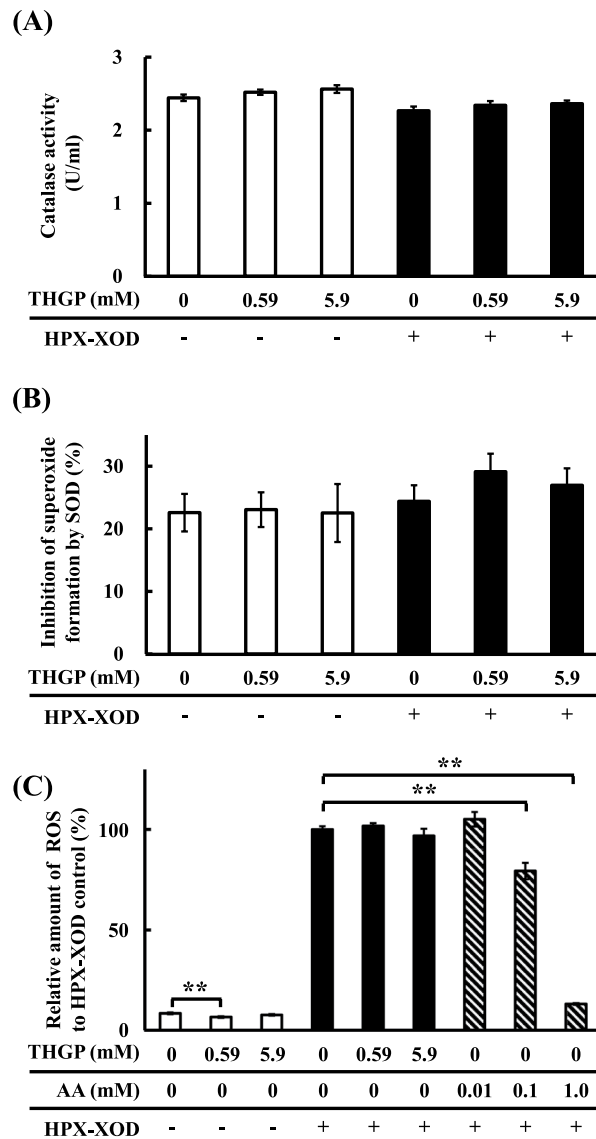 (A)
Catalase activity
(U/ml)
3
2
1
0
THGP (mM) 0 0.59 5.9 0 0.59 5.9
HPX-XOD - - - + + +
(B)
Inhibition of superoxide
formation by SOD (%)
30
20
10
0
THGP (mM) 0 0.59 5.9 0 0.59 5.9
HPX-XOD - - - + + +
(C)
Relative amount of ROS
to HPX-XOD control (%)
100
50
0
**
**
**
THGP (mM) 0 0.59 5.9 0 0.59 5.9 0 0 0
AA (mM) 0 0 0 0 0 0 0.01 0.1 1.0
HPX-XOD - - - + + + + + +